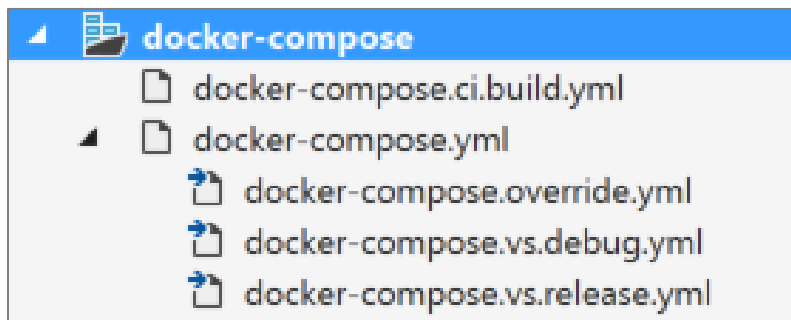 docker-compose
docker-compose.ci.build.yml
docker-compose.yml
docker-compose.override.yml
docker-compose.vs.debug.yml
docker-compose.vs.release.yml